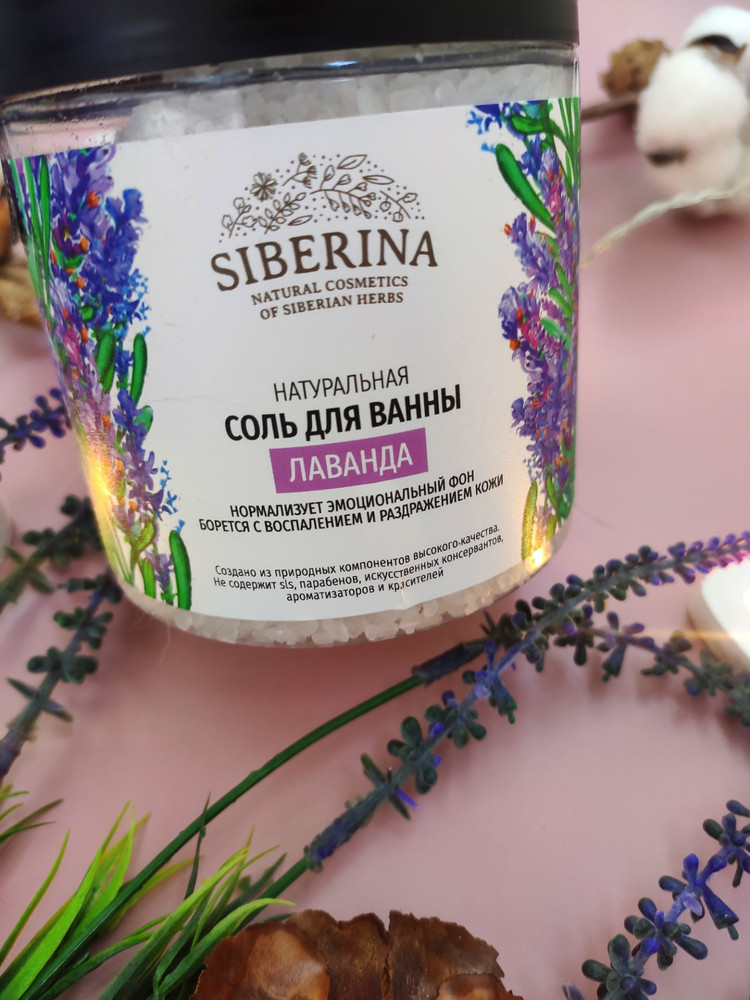 SIBERINA
NATURAL COSMETICS
OF SIBERIAN HERBS
НАТУРАЛЬНАЯ
СОЛЬ ДЛЯ ВАННЫ
ЛАВАНДА
НОРМАЛИЗУЕТ ЭМОЦИОНАЛЬНЫЙ ФОН
БОРЕТСЯ С ВОСПАЛЕНИЕМ И РАЗДРАЖЕНИЕМ КОЖИ
Создано из природных компонентов высокого качества.
Не содержит sls, парабенов, искусственных консервантов,
ароматизаторов и красителей